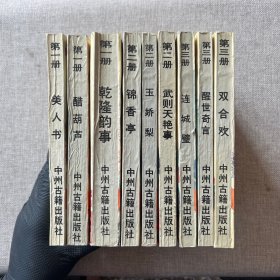 第一册 美人书 中州古籍出版社
第一册 醋葫芦 中州古籍出版社
第一册 乾隆韵事 中州古籍出版社
第二册 锦香亭 中州古籍出版社
第二册 玉娇梨 中州古籍出版社
第二册 武则天艳事 中州古籍出版社
第三册 连城璧 中州古籍出版社
第三册 醒世奇言 中州古籍出版社
第三册 双合欢 中州古籍出版社